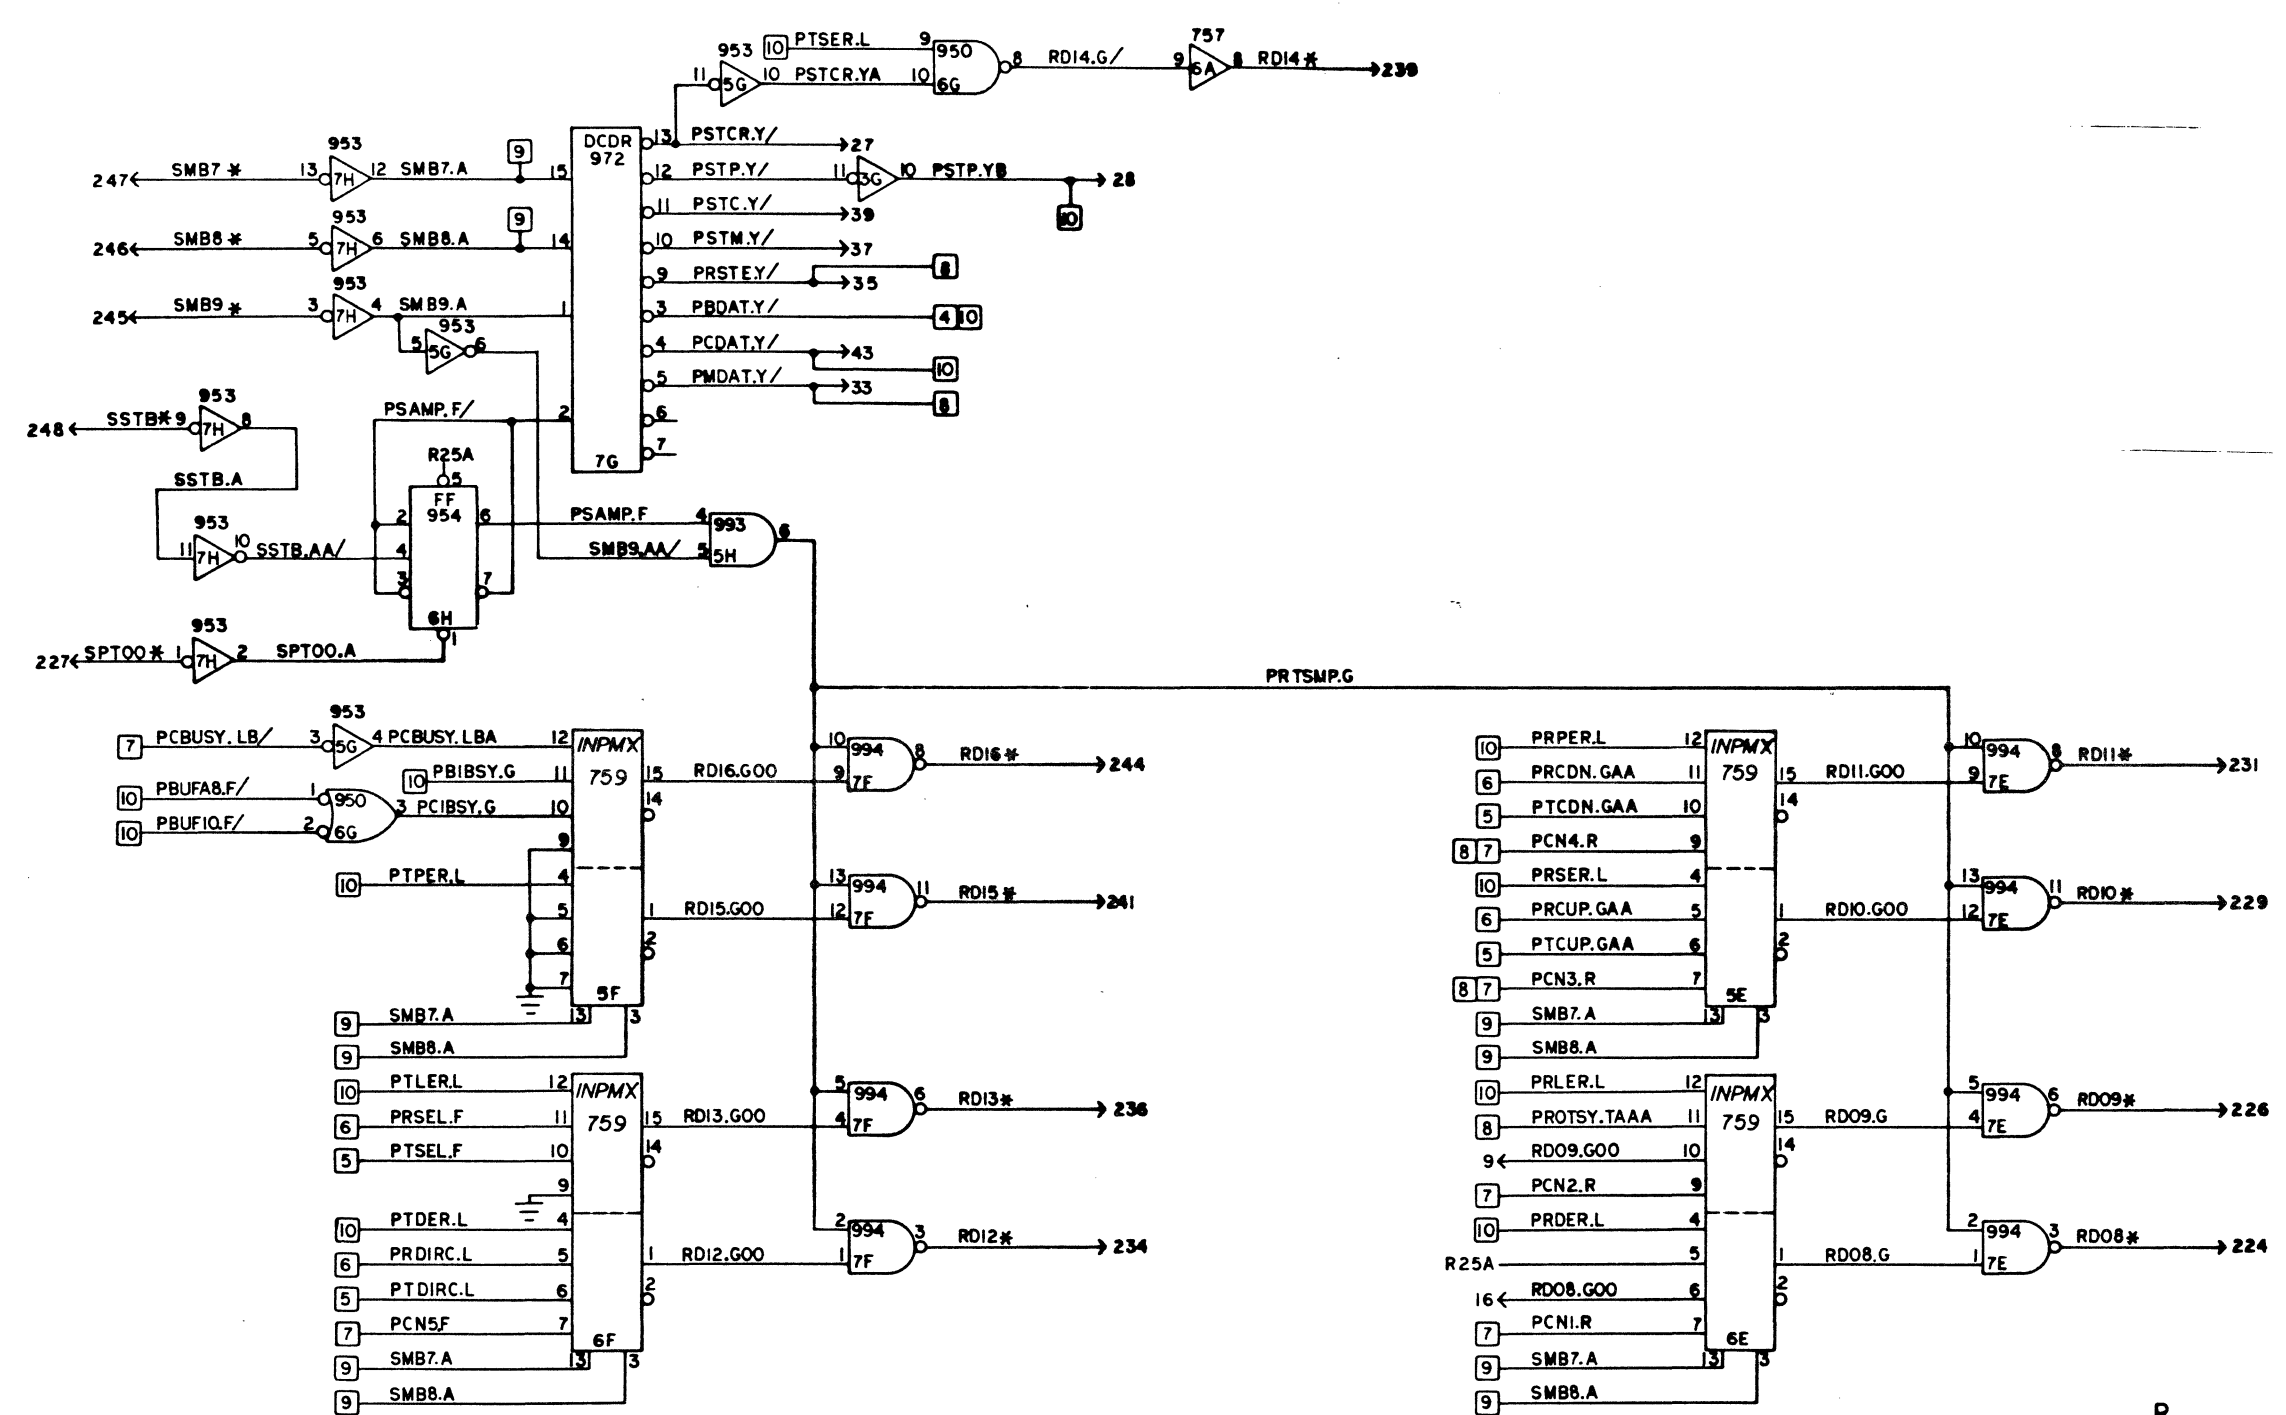 953 10 PTSER.L 9 950 8 RD14.G/ 9 757 8 RD14* 239
11 5G 10 PSTCR.YA 10 6G 6A
DCDR 972 13 PSTCR.Y/ 27
247 SMB7* 13 953 7H 12 SMB7.A 9 15 12 PSTP.Y/ 11 3G 10 PSTP.YB 28
10
11 PSTC.Y/ 39
246 SMB8* 5 953 7H 6 SMB8.A 9 14 10 PSTM.Y/ 37
9 PRSTE.Y/ 35 8
245 SMB9* 3 953 7H 4 SMB9.A 1 3 PBDAT.Y/ 4 10
5 953 5G 6 4 PCDAT.Y/ 43 10
5 PMDAT.Y/ 33 8
PSAMP.F/ 2 6
7
7G
248 SSTB* 9 953 7H 8
R25A
5
SSTB.A
FF 954
2 6 PSAMP.F 4 993 6
11 953 7H 10 SSTB.AA/ 4 SMB9.AA/ 5 5H
3 7
6H
1
227 SPT00* 1 953 7H 2 SPT00.A
PRTSMP.G
7 PCBUSY.LB/ 3 953 5G 4 PCBUSY.LBA 12 INPMX 759
10 PBIBSY.G 11 15 RD16.G00
10 994 8 RD16* 244
9 7F
10 PBUFA8.F/ 1 950 3 PCIBSY.G 10 14
10 PBUF10.F/ 2 6G
9
10 PTPER.L 4
13 994 11 RD15* 241
5 1 RD15.G00 12 7F
6 2
7
5F
9 SMB7.A 13 3
9 SMB8.A
10 PTLER.L 12 INPMX 759
5 994 6 RD13* 236
6 PRSEL.F 11 15 RD13.G00 4 7F
5 PTSEL.F 10 14
9
10 PTDER.L 4
2 994 3 RD12* 234
6 PRDIRC.L 5 1 RD12.G00 1 7F
5 PTDIRC.L 6 2
7 PCN5.F 7
6F
9 SMB7.A 13 3
9 SMB8.A
10 PRPER.L 12 INPMX 759
10 994 8 RD11* 231
6 PRCDN.GAA 11 15 RD11.G00 9 7E
5 PTCDN.GAA 10 14
8 7 PCN4.R 9
10 PRSER.L 4
13 994 11 RD10* 229
6 PRCUP.GAA 5 1 RD10.G00 12 7E
5 PTCUP.GAA 6 2
8 7 PCN3.R 7
5E
9 SMB7.A 13 3
9 SMB8.A
10 PRLER.L 12 INPMX 759
5 994 6 RD09* 226
8 PROTSY.TAAA 11 15 RD09.G 4 7E
9 RD09.G00 10 14
7 PCN2.R 9
10 PRDER.L 4
2 994 3 RD08* 224
R25A 5 1 RD08.G 1 7E
16 RD08.G00 6 2
7 PCN1.R 7
6E
9 SMB7.A 13 3
9 SMB8.A